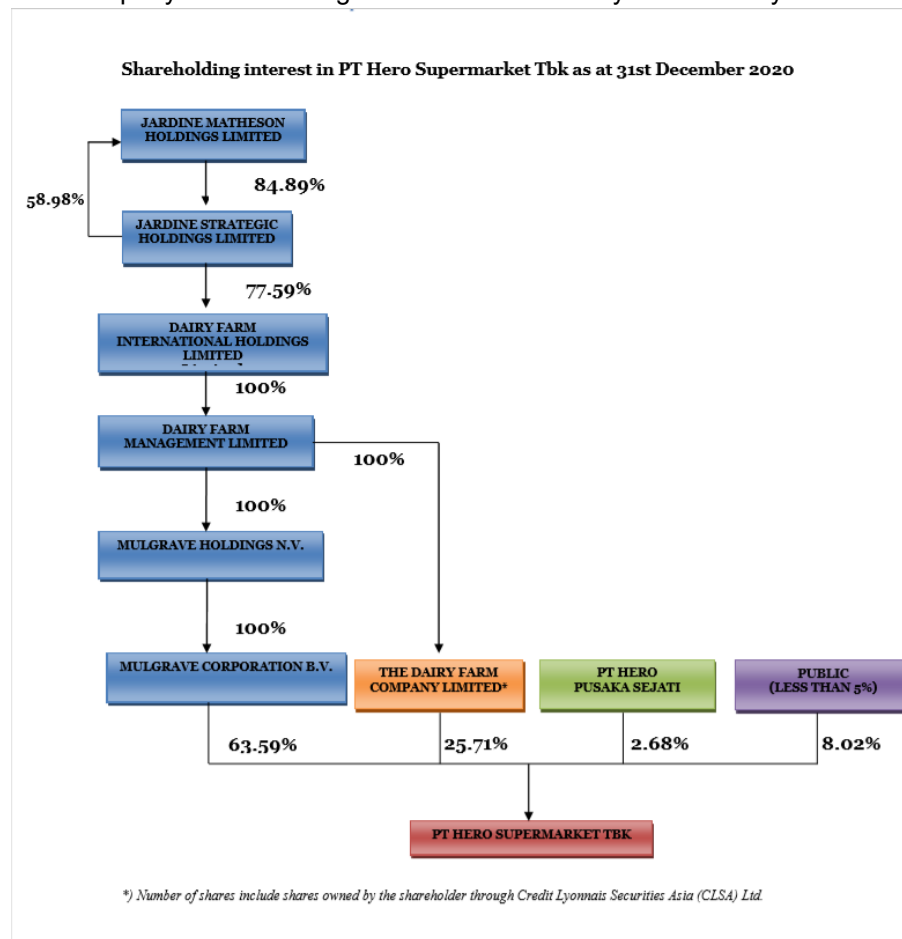 Shareholding interest in PT Hero Supermarket Tbk as at 31st December 2020
JARDINE MATHESON
HOLDINGS LIMITED
84.89%
58.98%
JARDINE STRATEGIC
HOLDINGS LIMITED
77.59%
DAIRY FARM
INTERNATIONAL HOLDINGS
LIMITED
100%
DAIRY FARM
MANAGEMENT LIMITED
100%
100%
MULGRAVE HOLDINGS N.V.
100%
MULGRAVE CORPORATION B.V.
THE DAIRY FARM
COMPANY LIMITED*
PT HERO
PUSAKA SEJATI
PUBLIC
(LESS THAN 5%)
63.59%
25.71%
2.68%
8.02%
PT HERO SUPERMARKET TBK
*) Number of shares include shares owned by the shareholder through Credit Lyonnais Securities Asia (CLSA) Ltd.